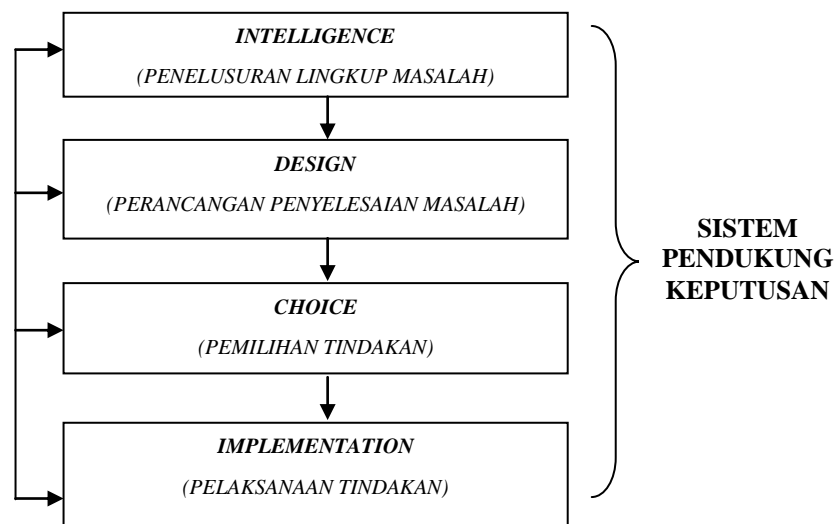 INTELLIGENCE
(PENELUSURAN LINGKUP MASALAH)
DESIGN
(PERANCANGAN PENYELESAIAN MASALAH)
CHOICE
(PEMILIHAN TINDAKAN)
IMPLEMENTATION
(PELAKSANAAN TINDAKAN)
SISTEM
PENDUKUNG
KEPUTUSAN